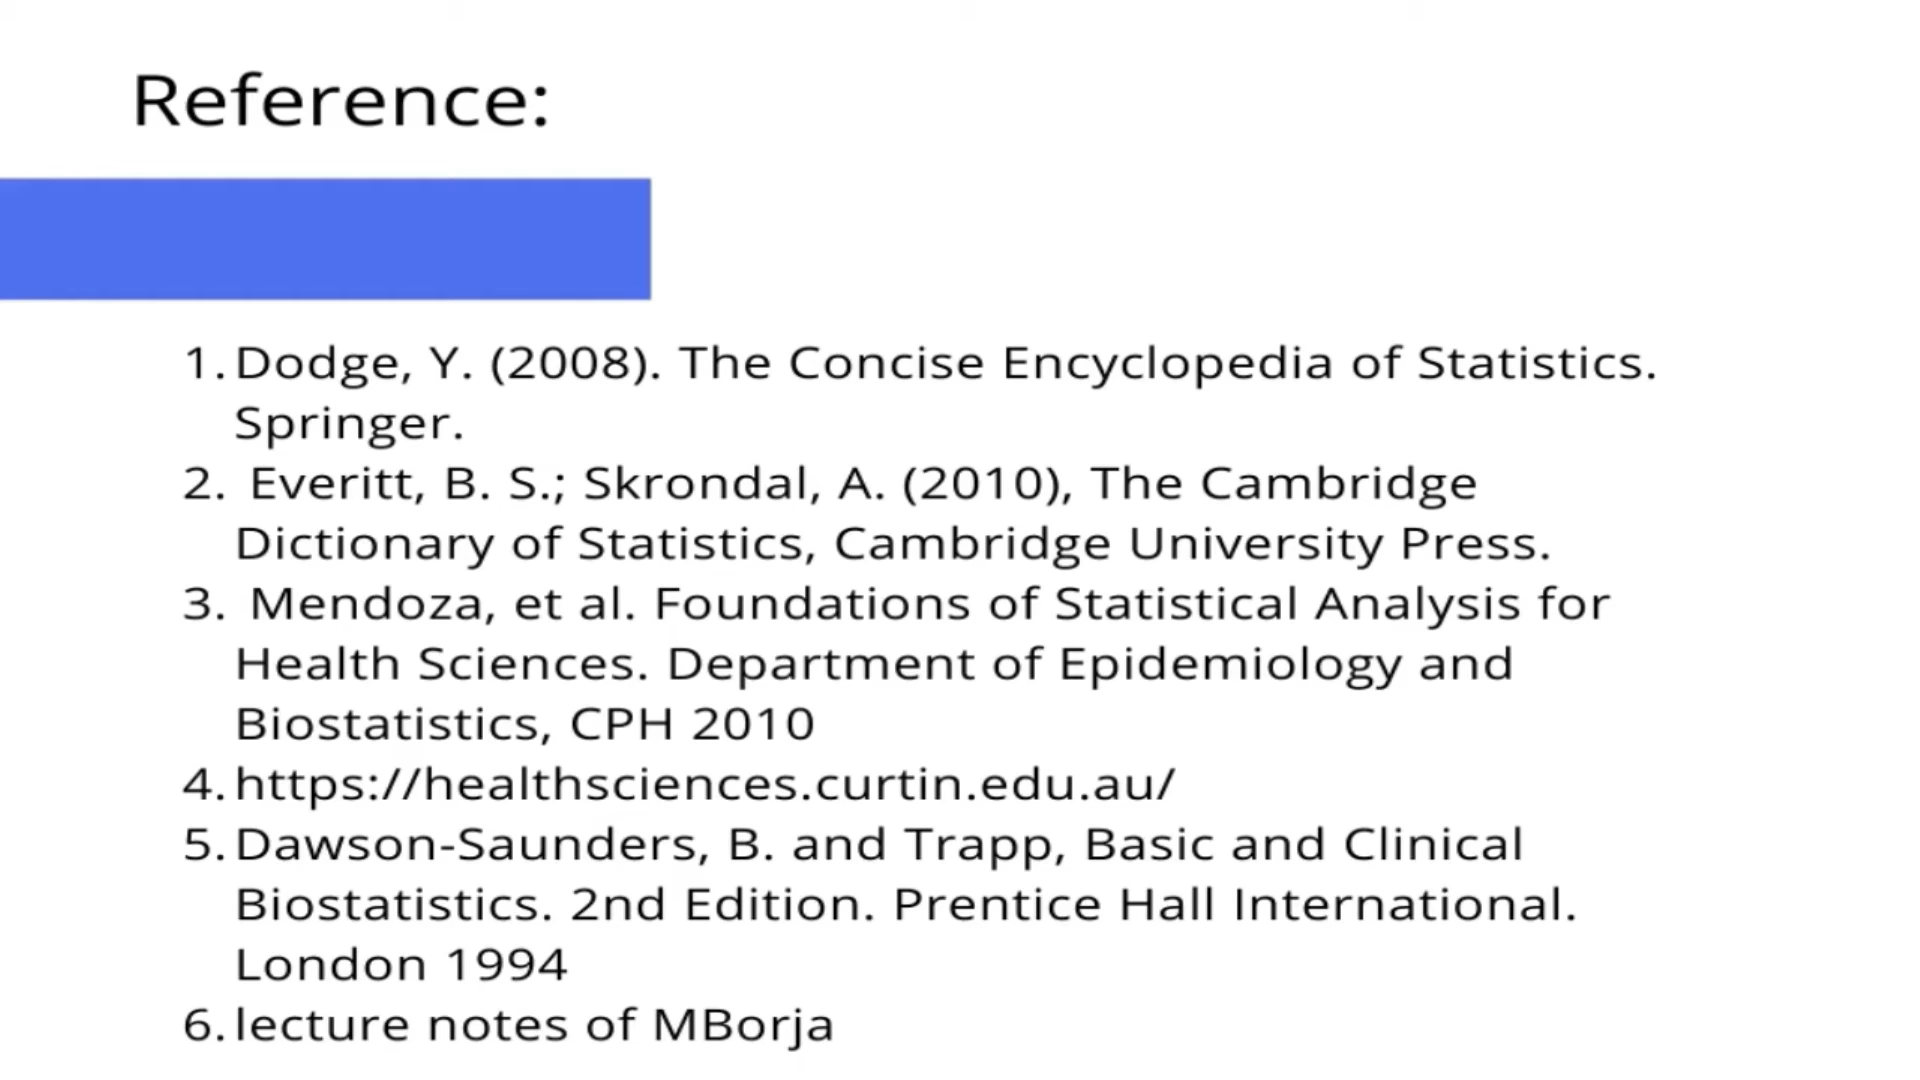 Reference:
1. Dodge, Y. (2008). The Concise Encyclopedia of Statistics.
Springer.
2. Everitt, B. S.; Skrondal, A. (2010), The Cambridge
Dictionary of Statistics, Cambridge University Press.
3. Mendoza, et al. Foundations of Statistical Analysis for
Health Sciences. Department of Epidemiology and
Biostatistics, CPH 2010
4. https://healthsciences.curtin.edu.au/
5. Dawson-Saunders, B. and Trapp, Basic and Clinical
Biostatistics. 2nd Edition. Prentice Hall International.
London 1994
6. lecture notes of MBorja